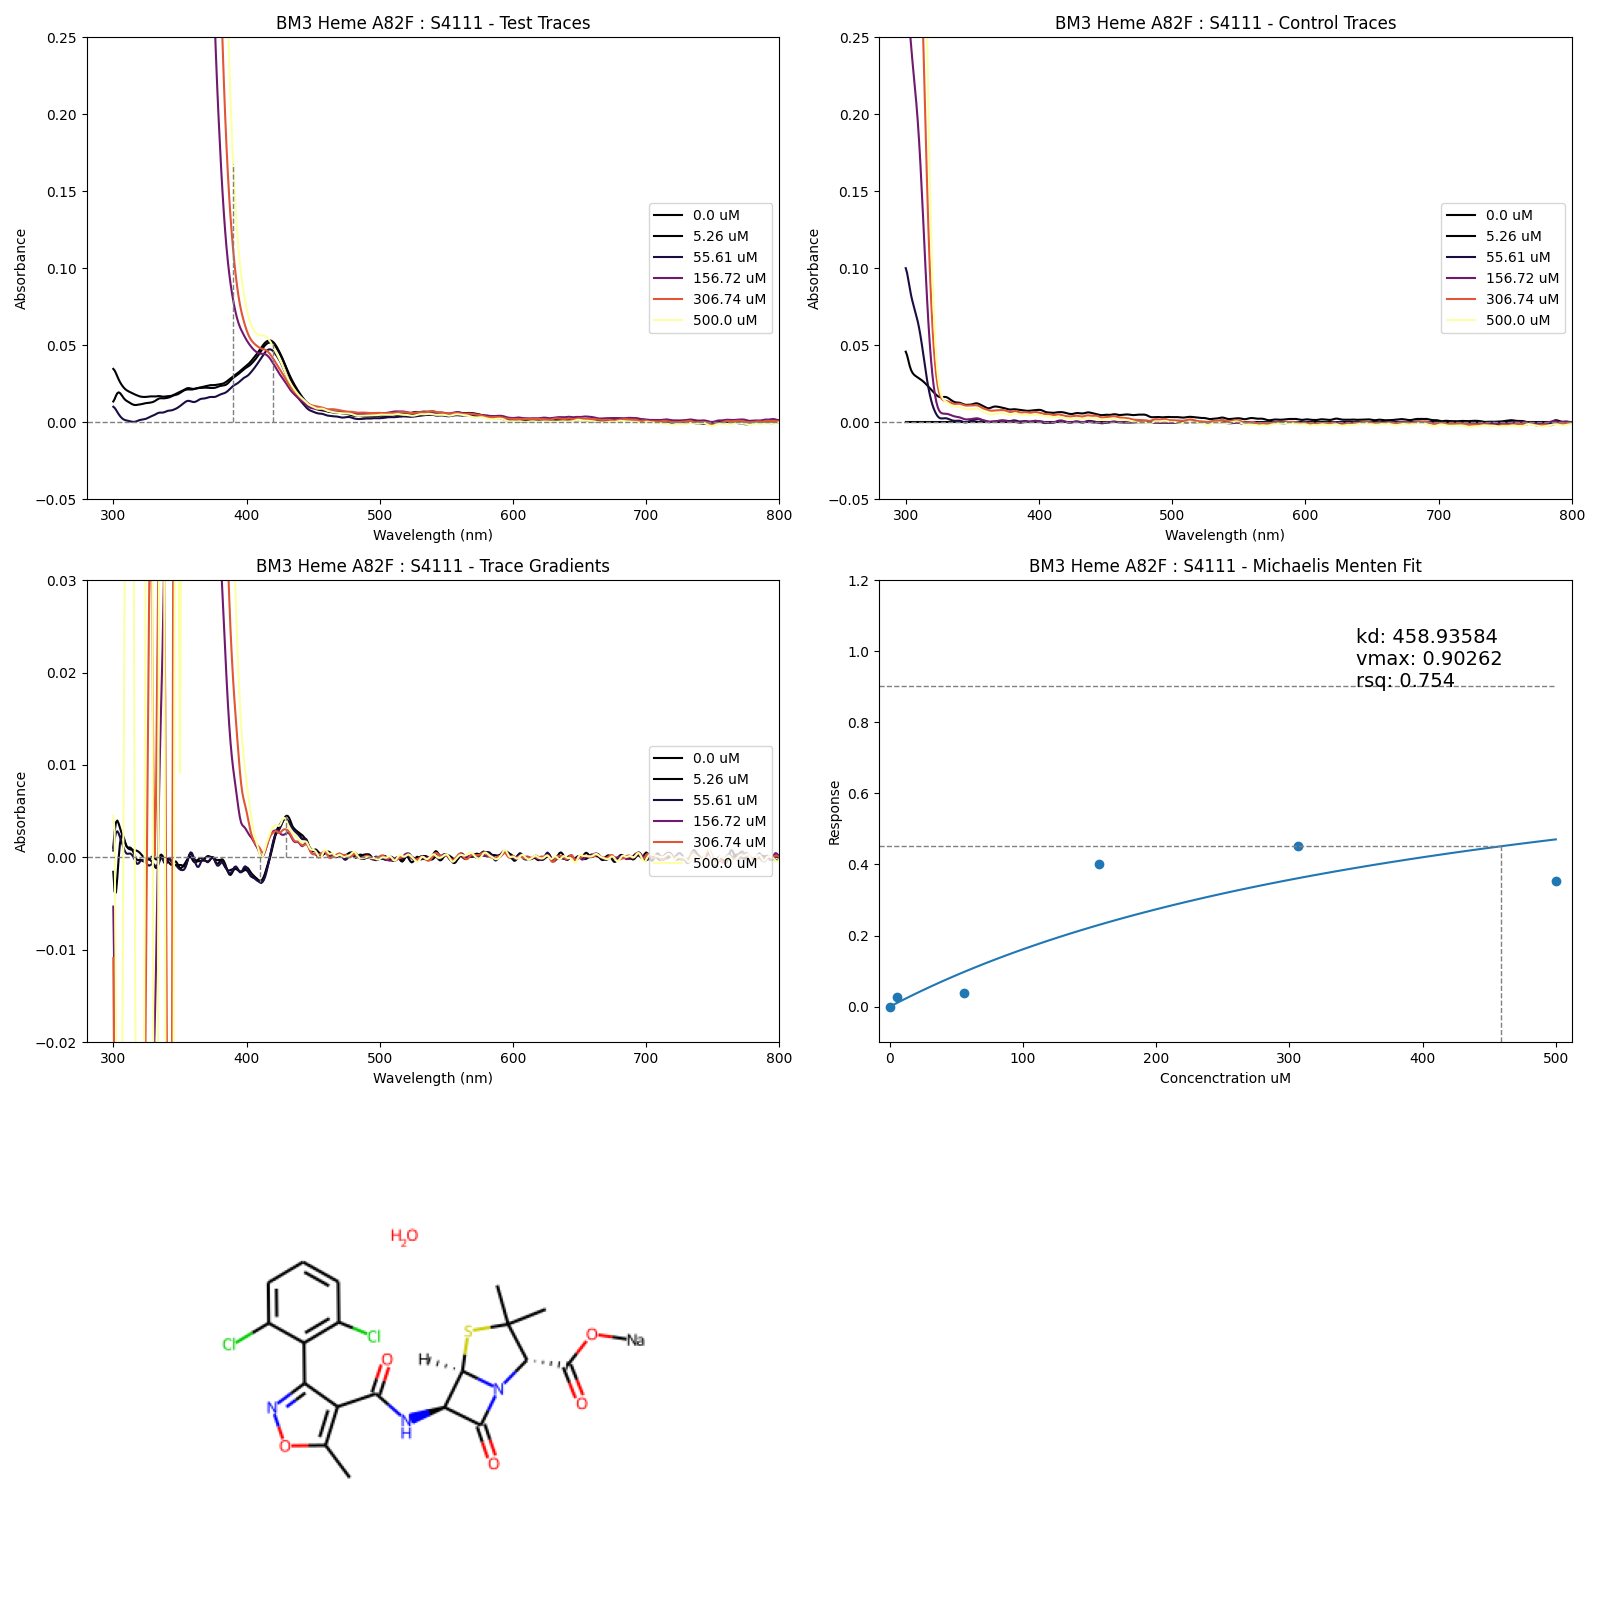 BM3 Heme A82F : S4111 - Test Traces
0.25
0.20
0.15
0.10
0.05
0.00
−0.05
Absorbance
0.0 uM
5.26 uM
55.61 uM
156.72 uM
306.74 uM
500.0 uM
300 400 500 600 700 800
Wavelength (nm)
BM3 Heme A82F : S4111 - Control Traces
0.25
0.20
0.15
0.10
0.05
0.00
−0.05
Absorbance
0.0 uM
5.26 uM
55.61 uM
156.72 uM
306.74 uM
500.0 uM
300 400 500 600 700 800
Wavelength (nm)
BM3 Heme A82F : S4111 - Trace Gradients
0.03
0.02
0.01
0.00
−0.01
−0.02
Absorbance
0.0 uM
5.26 uM
55.61 uM
156.72 uM
306.74 uM
500.0 uM
300 400 500 600 700 800
Wavelength (nm)
BM3 Heme A82F : S4111 - Michaelis Menten Fit
1.2
1.0
0.8
0.6
0.4
0.2
0.0
Response
kd: 458.93584
vmax: 0.90262
rsq: 0.754
0 100 200 300 400 500
Concenctration uM
H2O
Cl
Cl
S
H
O
O
Na
N
N
O
N
H
O
O